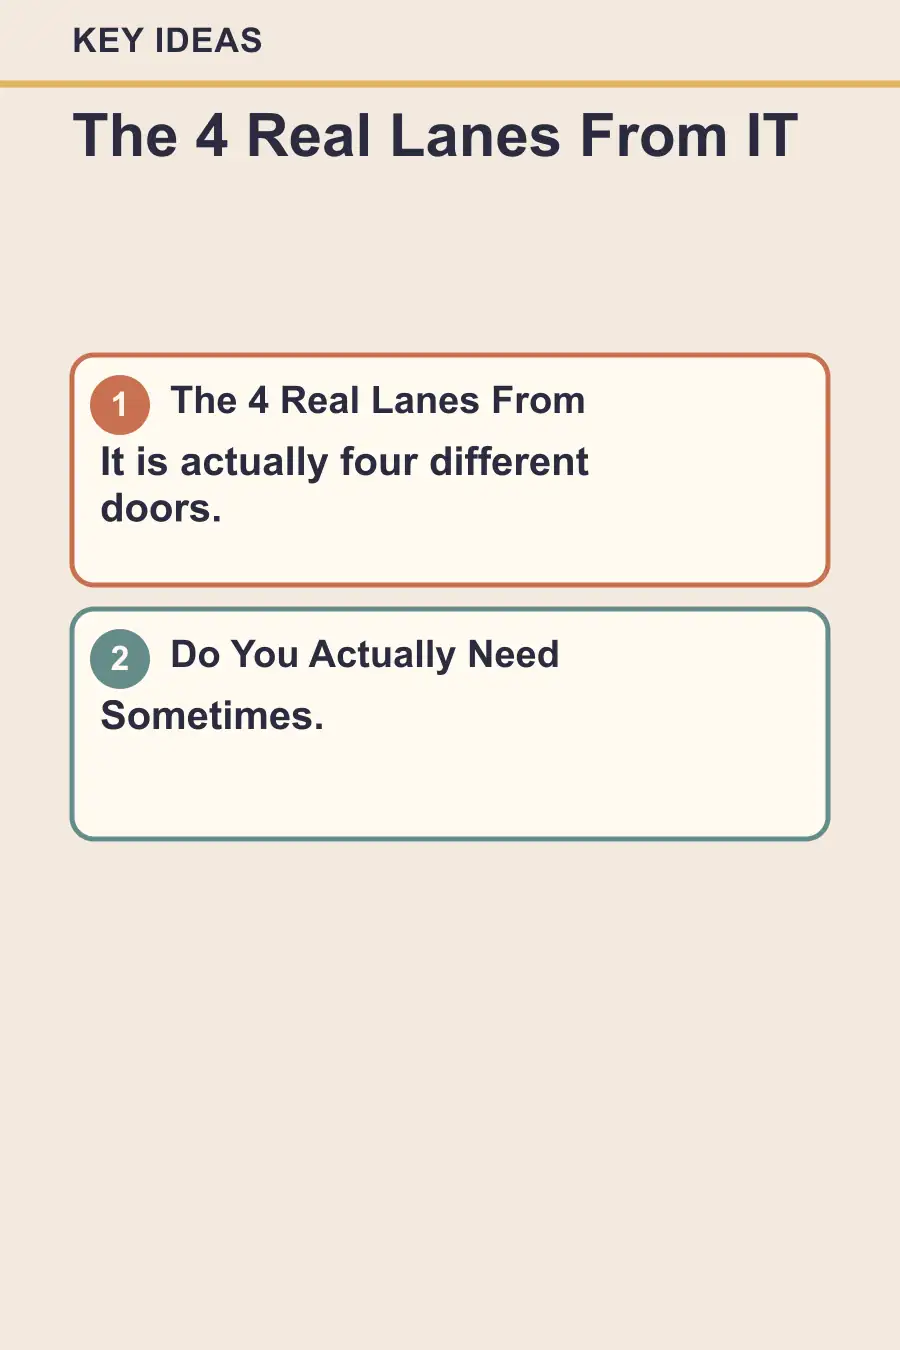 KEY IDEAS
The 4 Real Lanes From IT
1 The 4 Real Lanes From
It is actually four different
doors.
2 Do You Actually Need
Sometimes.